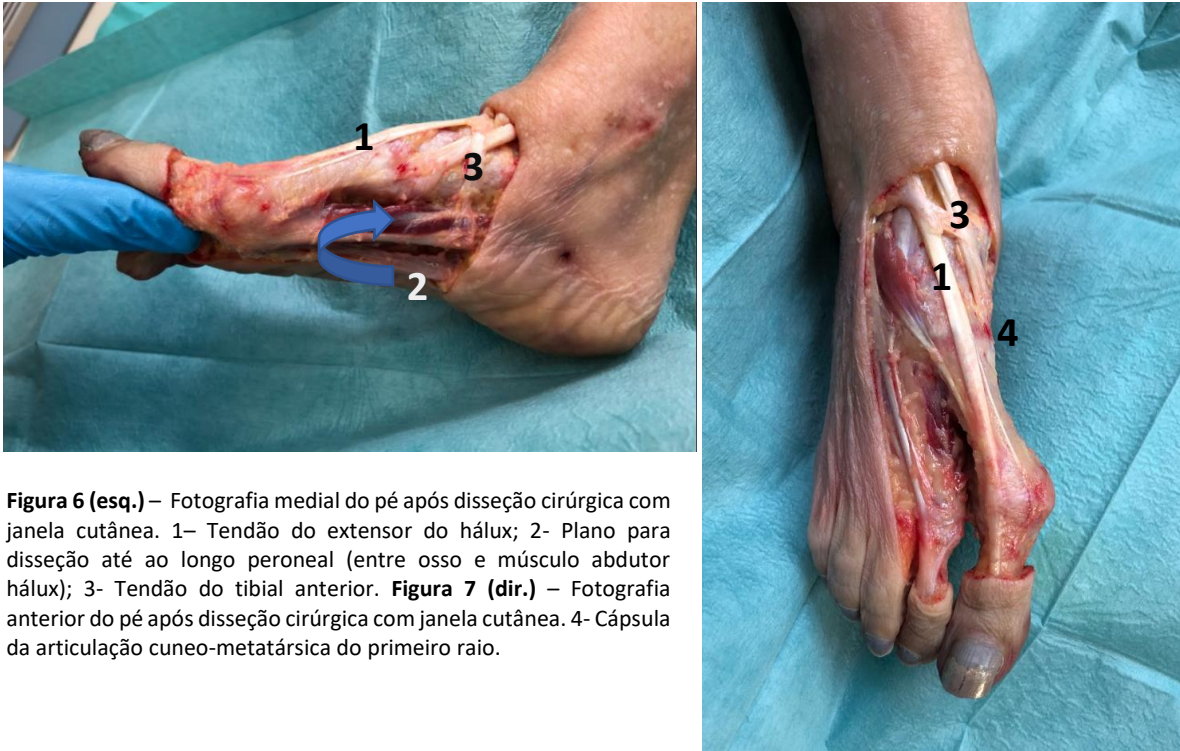 1
3
2
3
1
4
Figura 6 (esq.) – Fotografia medial do pé após disseção cirúrgica com
janela cutânea. 1– Tendão do extensor do hálux; 2- Plano para
disseção até ao longo peroneal (entre osso e músculo abdutor
hálux); 3- Tendão do tibial anterior. Figura 7 (dir.) – Fotografia
anterior do pé após disseção cirúrgica com janela cutânea. 4- Cápsula
da articulação cuneo-metatársica do primeiro raio.